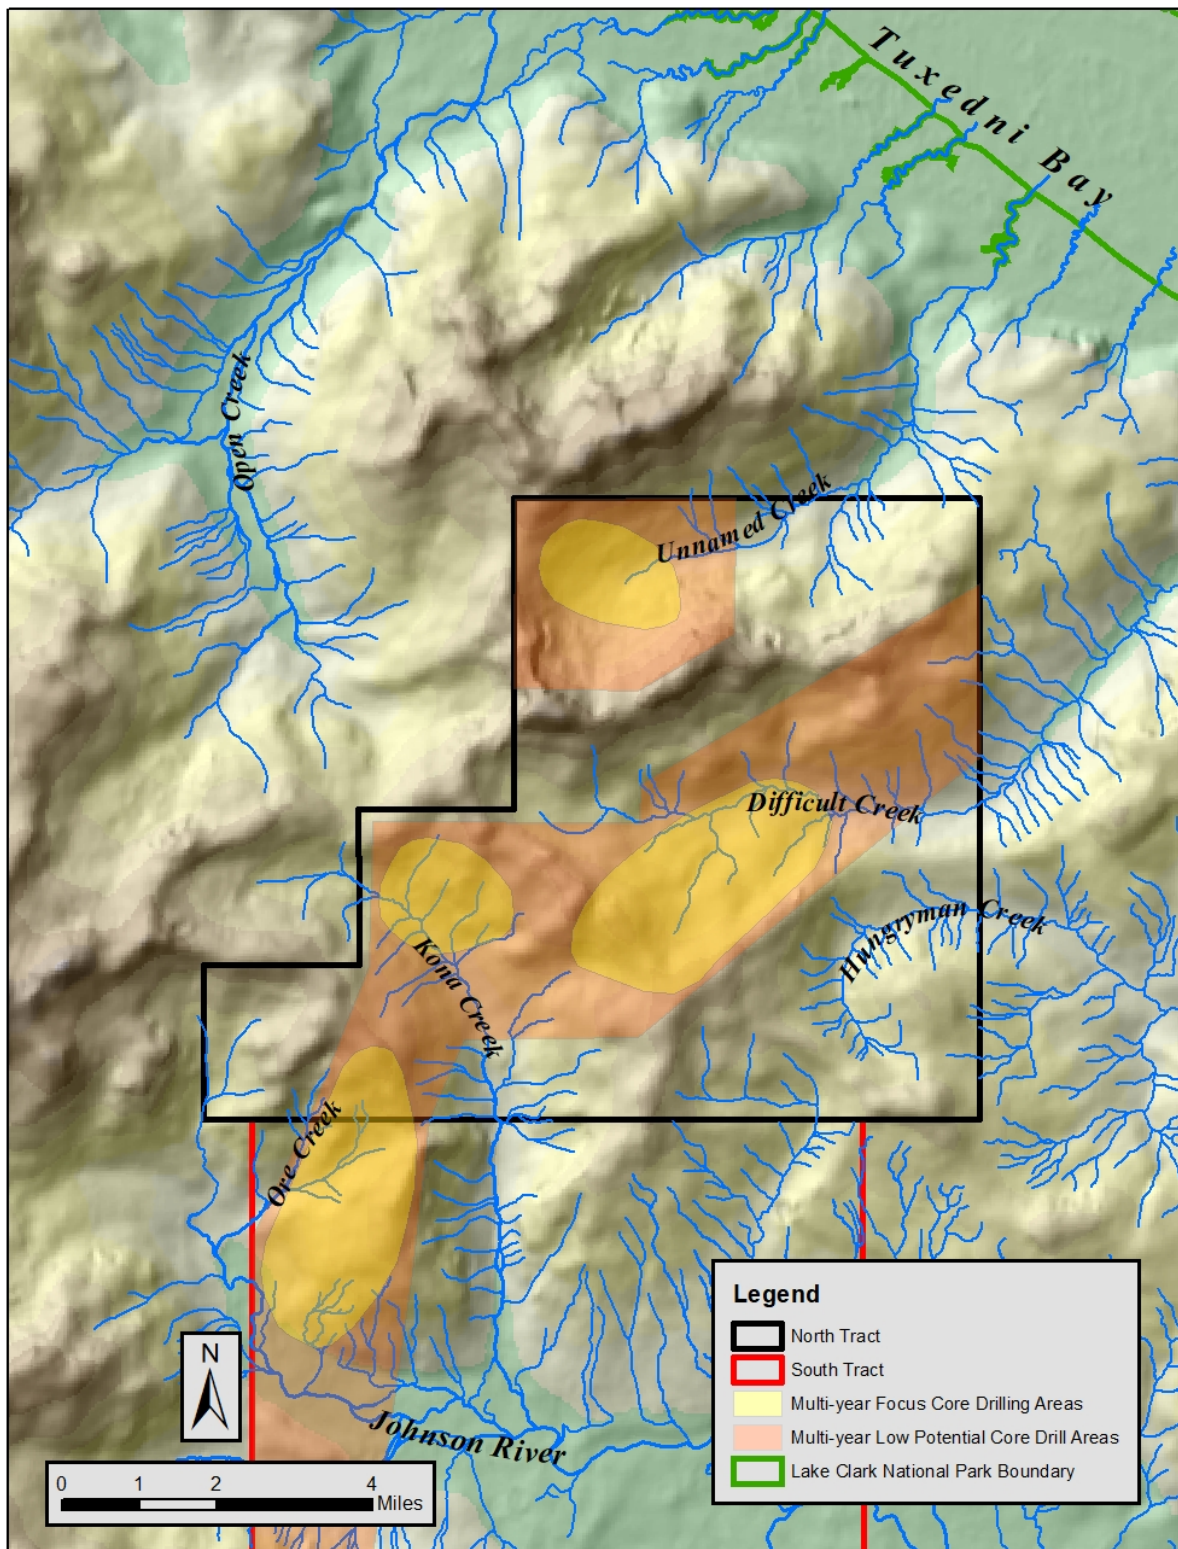 Tuxedni Bay
Open Creek
Unnamed Creek
Difficult Creek
Hungryman Creek
Kona Creek
Ore Creek
Johnson River
N
0 1 2 4
Miles
Legend
North Tract
South Tract
Multi-year Focus Core Drilling Areas
Multi-year Low Potential Core Drill Areas
Lake Clark National Park Boundary